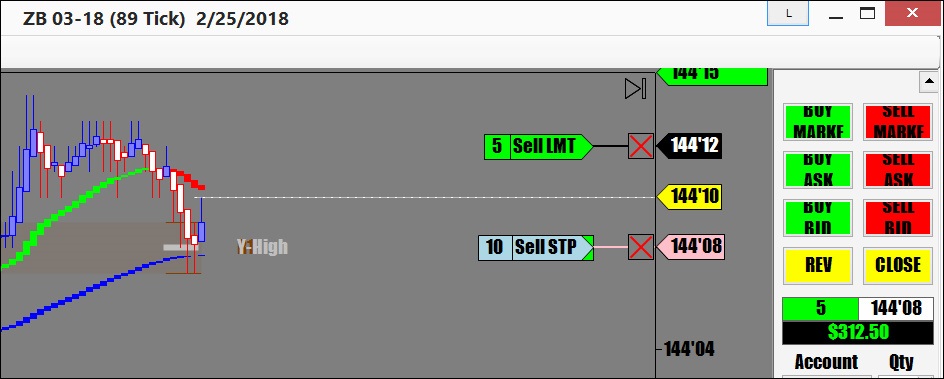 ZB 03-18 (89 Tick) 2/25/2018
L
144'15
BUY
MARKE
SELL
MARKE
5 Sell LMT
144'12
BUY
ASK
SELL
ASK
144'10
BUY
BID
SELL
BID
Y-High
10 Sell STP
144'08
REV
CLOSE
5
144'08
$312.50
144'04
Account
Qty